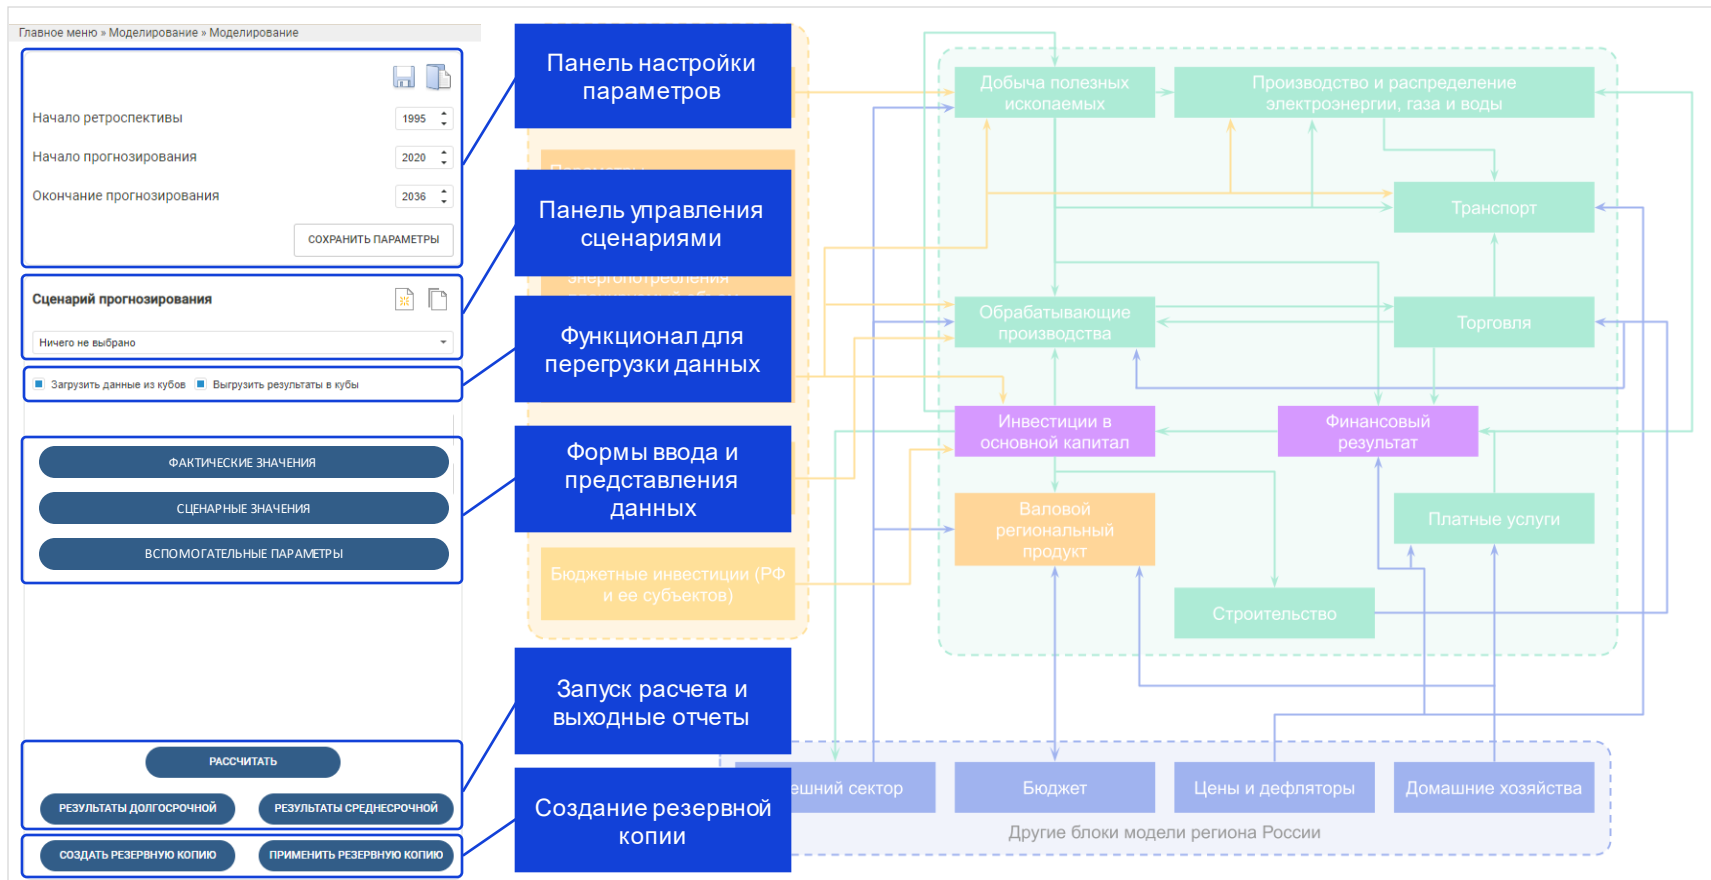 Главное меню » Моделирование » Моделирование
Начало ретроспективы
1995
Начало прогнозирования
2020
Окончание прогнозирования
2036
СОХРАНИТЬ ПАРАМЕТРЫ
Сценарий прогнозирования
Ничего не выбрано
Загрузить данные из кубов
Выгрузить результаты в кубы
ФАКТИЧЕСКИЕ ЗНАЧЕНИЯ
СЦЕНАРНЫЕ ЗНАЧЕНИЯ
ВСПОМОГАТЕЛЬНЫЕ ПАРАМЕТРЫ
РАССЧИТАТЬ
РЕЗУЛЬТАТЫ ДОЛГОСРОЧНОЙ
РЕЗУЛЬТАТЫ СРЕДНЕСРОЧНОЙ
СОЗДАТЬ РЕЗЕРВНУЮ КОПИЮ
ПРИМЕНИТЬ РЕЗЕРВНУЮ КОПИЮ
Панель настройки
параметров
Панель управления
сценариями
энергопотребления
Функционал для
перегрузки данных
Формы ввода и
представления
данных
Бюджетные инвестиции (РФ
и ее субъектов)
Запуск расчета и
выходные отчеты
Создание резервной
копии
Добыча полезных
ископаемых
Производство и распределение
электроэнергии, газа и воды
Транспорт
Обрабатывающие
производства
Торговля
Инвестиции в
основной капитал
Финансовый
результат
Валовой
региональный
продукт
Платные услуги
Строительство
сектор
Бюджет
Цены и дефляторы
Домашние хозяйства
Другие блоки модели региона России